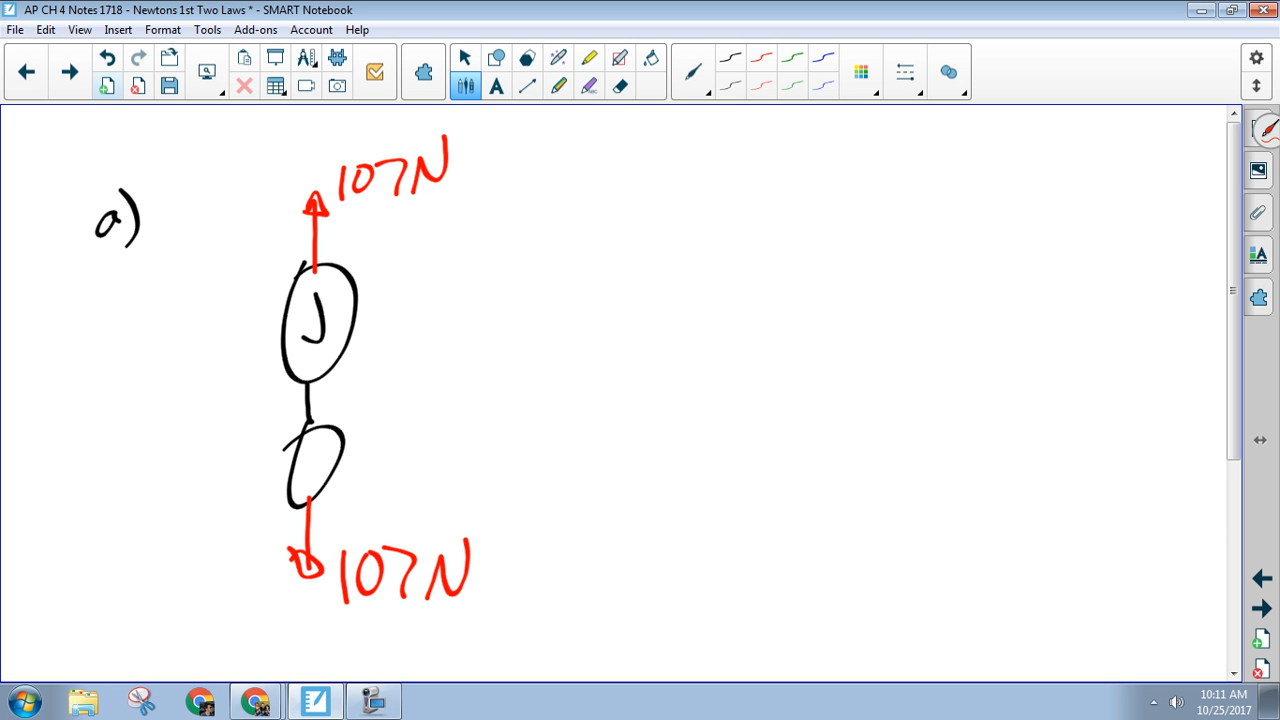 AP CH 4 Notes 1718 - Newtons 1st Two Laws * - SMART Notebook
File Edit View Insert Format Tools Add-ons Account Help
107N
a)
J
107N
10:11 AM
10/25/2017